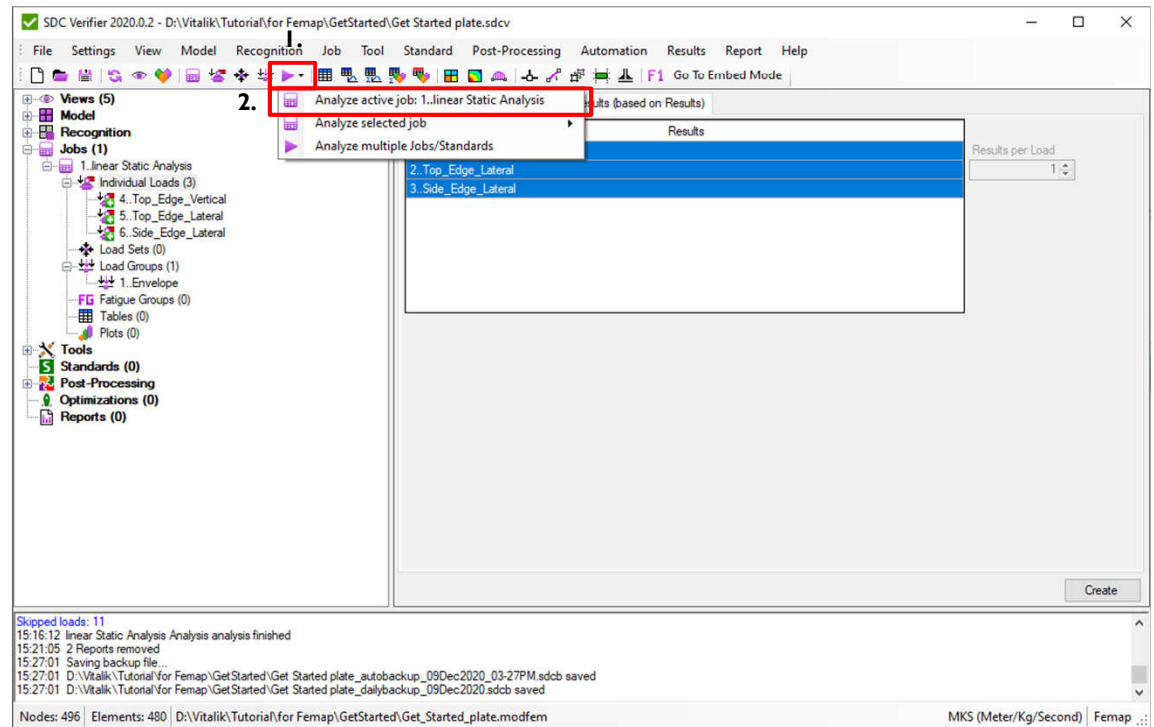 SDC Verifier 2020.0.2 - D:\Vitalik\Tutorial\for Femap\GetStarted\Get Started plate.sdcv
1.
File Settings View Model Recognition Job Tool Standard Post-Processing Automation Results Report Help
F1 Go To Embed Mode
2.
Analyze active job: 1..linear Static Analysis
Analyze selected job
Analyze multiple Jobs/Standards
sults (based on Results)
Results
2..Top_Edge_Lateral
3..Side_Edge_Lateral
Results per Load
1
Views (5)
Model
Recognition
Jobs (1)
1..linear Static Analysis
Individual Loads (3)
4..Top_Edge_Vertical
5..Top_Edge_Lateral
6..Side_Edge_Lateral
Load Sets (0)
Load Groups (1)
1..Envelope
FG Fatigue Groups (0)
Tables (0)
Plots (0)
Tools
S Standards (0)
Post-Processing
Optimizations (0)
Reports (0)
Create
Skipped loads: 11
15:16:12 linear Static Analysis Analysis analysis finished
15:21:05 2 Reports removed
15:27:01 Saving backup file...
15:27:01 D:\Vitalik\Tutorial\for Femap\GetStarted\Get Started plate_autobackup_09Dec2020_03-27PM.sdcb saved
15:27:01 D:\Vitalik\Tutorial\for Femap\GetStarted\Get Started plate_dailybackup_09Dec2020.sdcb saved
Nodes: 496 Elements: 480 D:\Vitalik\Tutorial\for Femap\GetStarted\Get_Started_plate.modfem MKS (Meter/Kg/Second) Femap